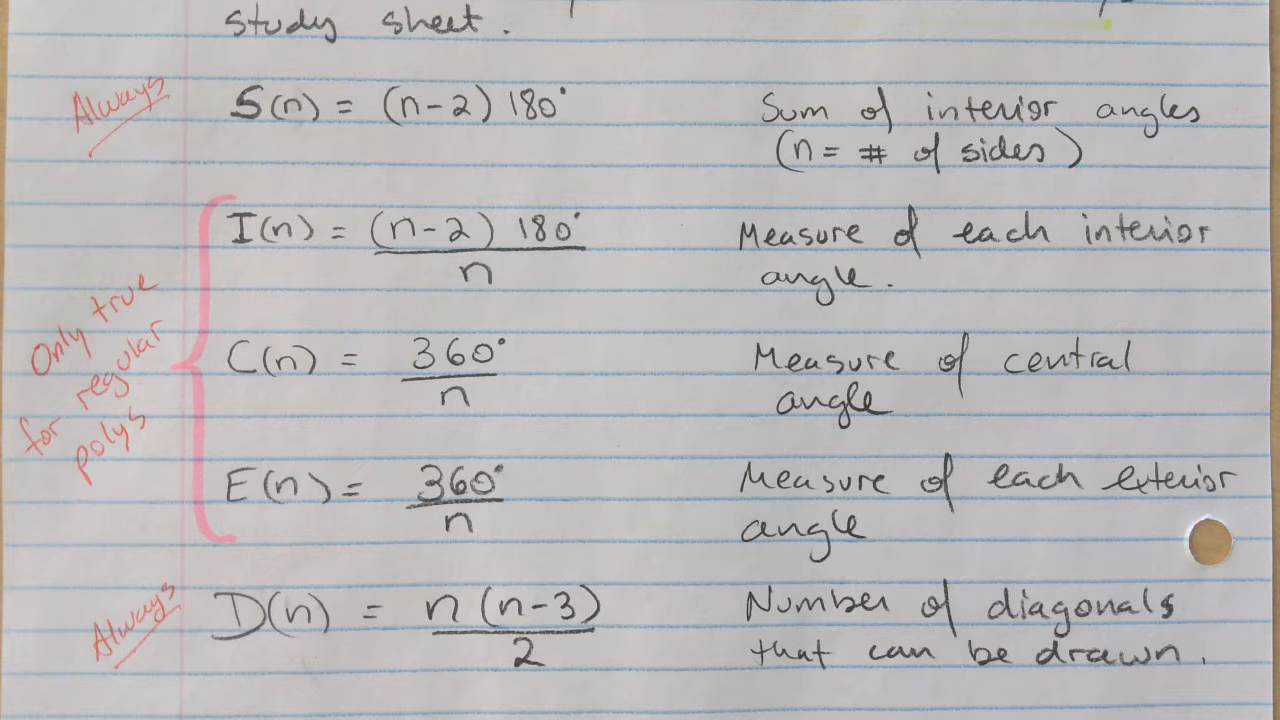 study sheet.
Always S(n) = (n-2) 180° Sum of interior angles
(n = # of sides)
I(n) = (n-2) 180° Measure of each interior
n angle.
Only true
for regular
polys
C(n) = 360° Measure of central
n angle
E(n) = 360° Measure of each exterior
n angle
Always D(n) = n (n-3) Number of diagonals
2 that can be drawn.